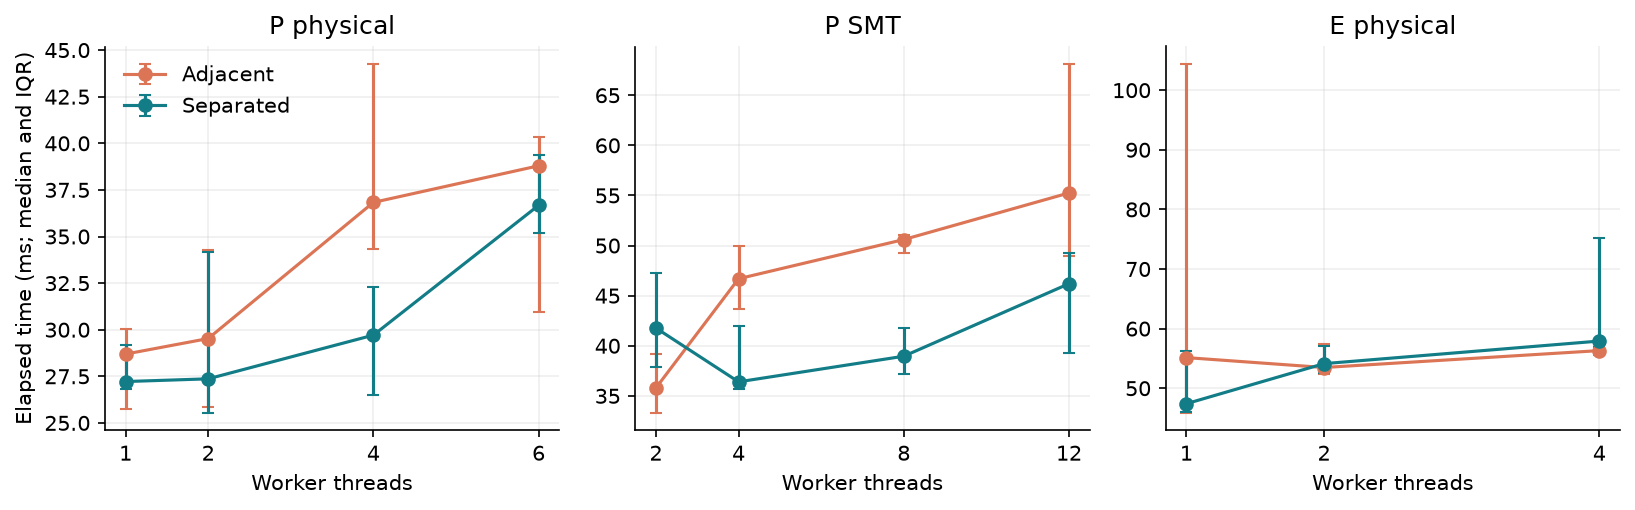 P physical
P SMT
E physical
Elapsed time (ms; median and IQR)
45.0
42.5
40.0
37.5
35.0
32.5
30.0
27.5
25.0
Adjacent
Separated
1 2 4 6
Worker threads
65
60
55
50
45
40
35
2 4 8 12
Worker threads
100
90
80
70
60
50
1 2 4
Worker threads